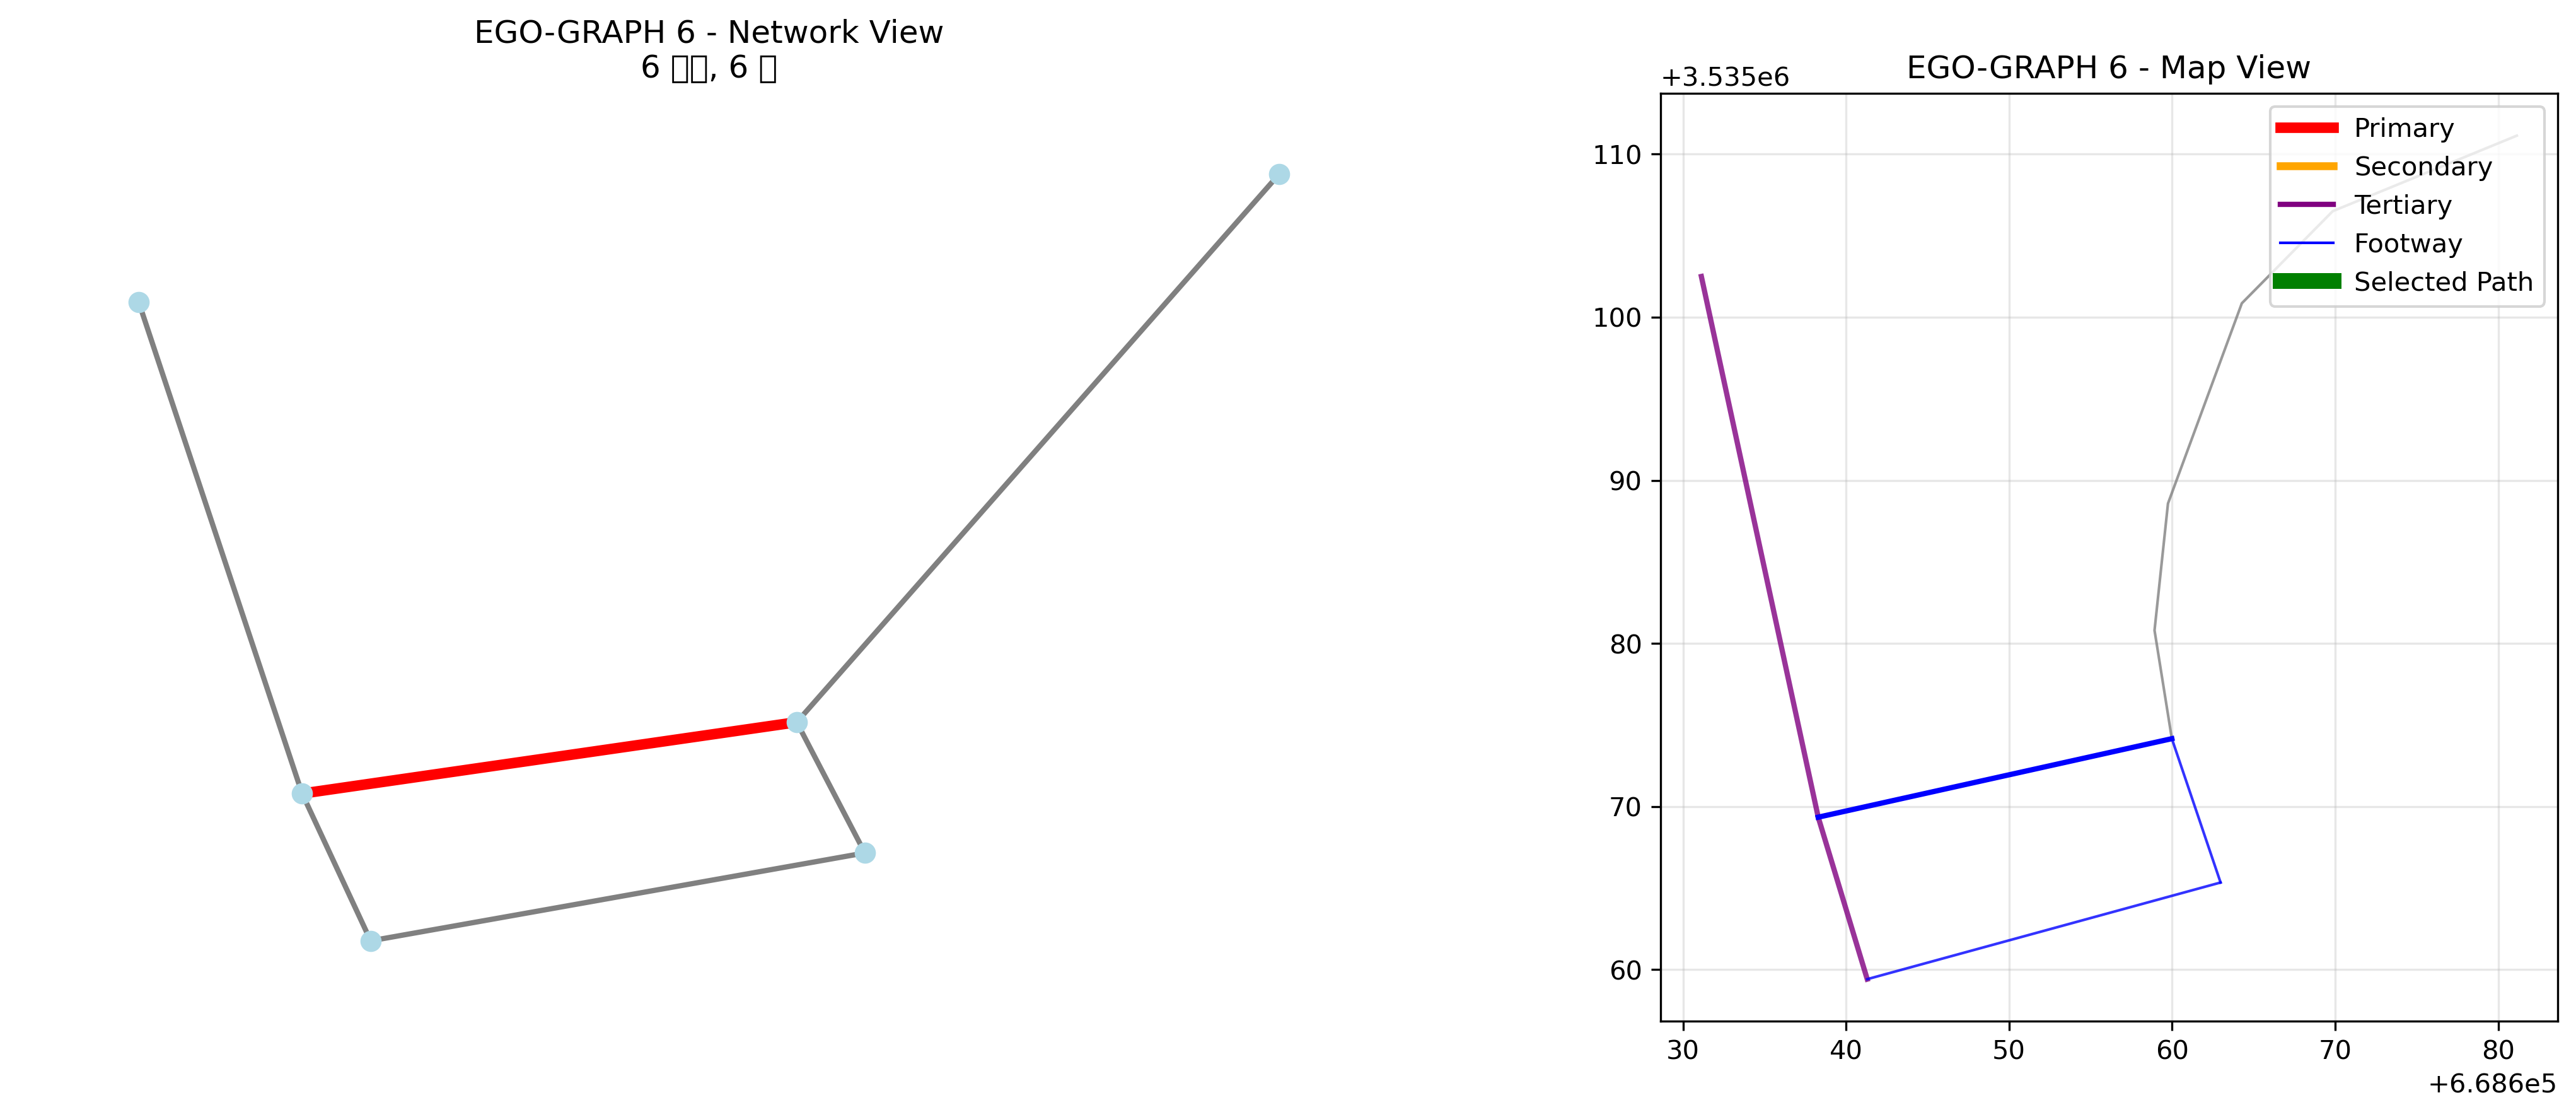 EGO-GRAPH 6 - Network View
6 , 6
EGO-GRAPH 6 - Map View
+3.535e6
Primary
Secondary
Tertiary
Footway
Selected Path
110
100
90
80
70
60
30 40 50 60 70 80
+6.686e5